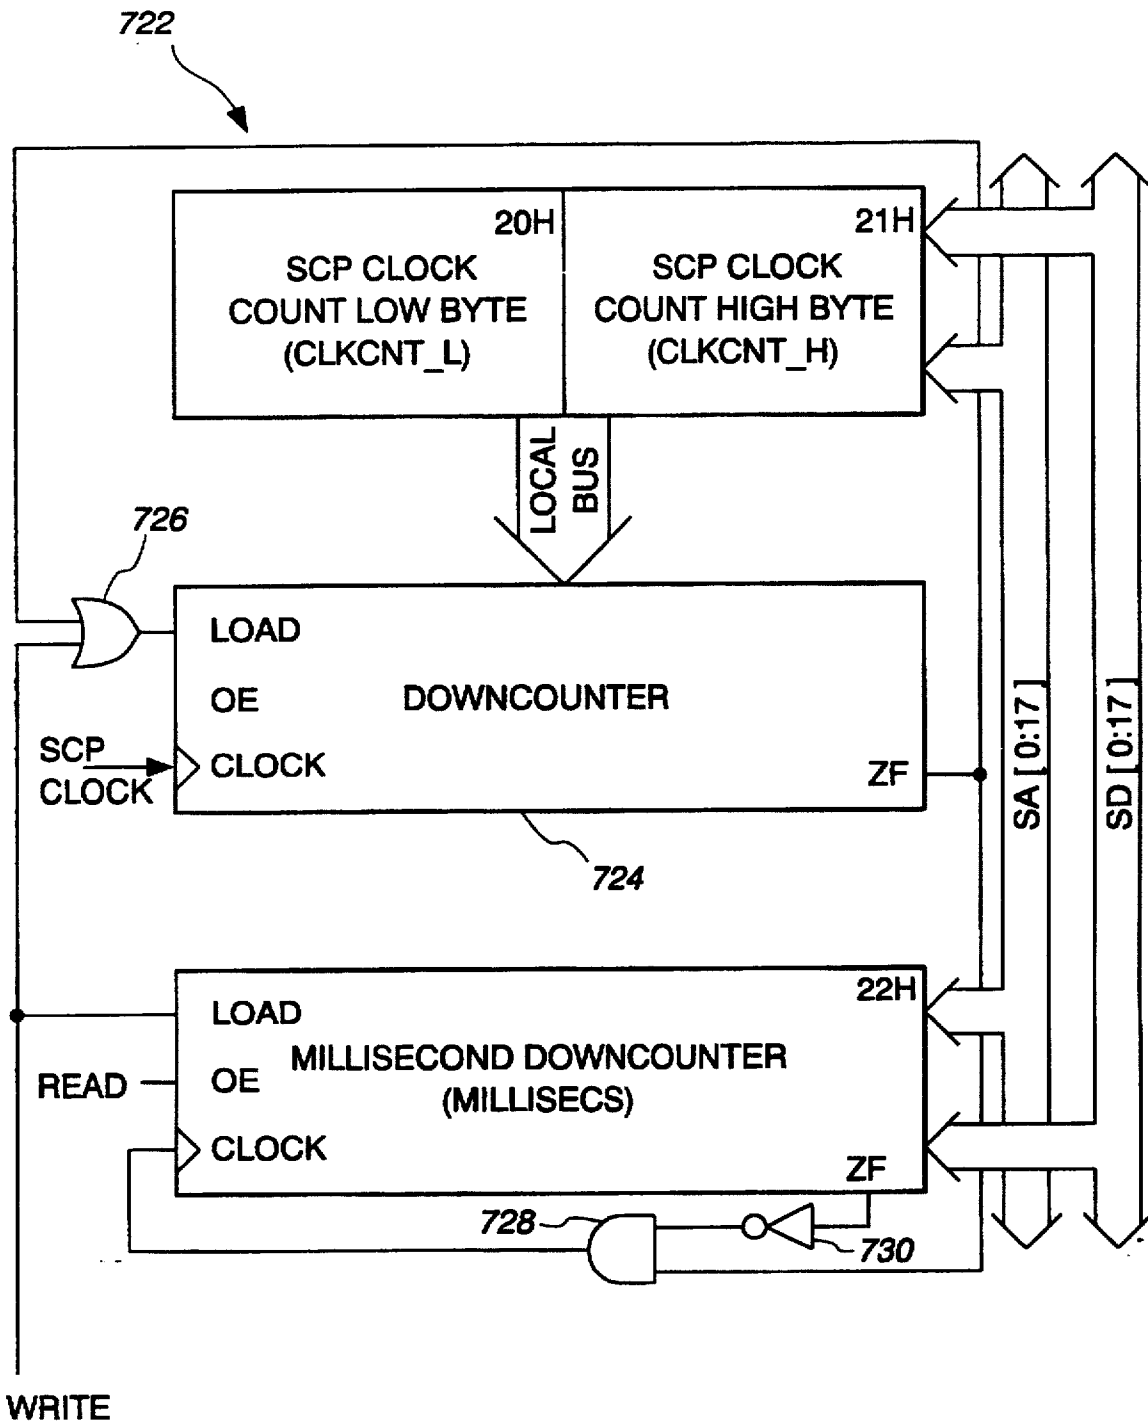 722
20H
SCP CLOCK
COUNT LOW BYTE
(CLKCNT_L)
21H
SCP CLOCK
COUNT HIGH BYTE
(CLKCNT_H)
LOCAL
BUS
726
LOAD
OE
DOWNCOUNTER
SCP
CLOCK
CLOCK
ZF
724
SA [ 0:17 ]
SD [ 0:17 ]
22H
LOAD
MILLISECOND DOWNCOUNTER
(MILLISECS)
READ
OE
CLOCK
ZF
728
730
WRITE